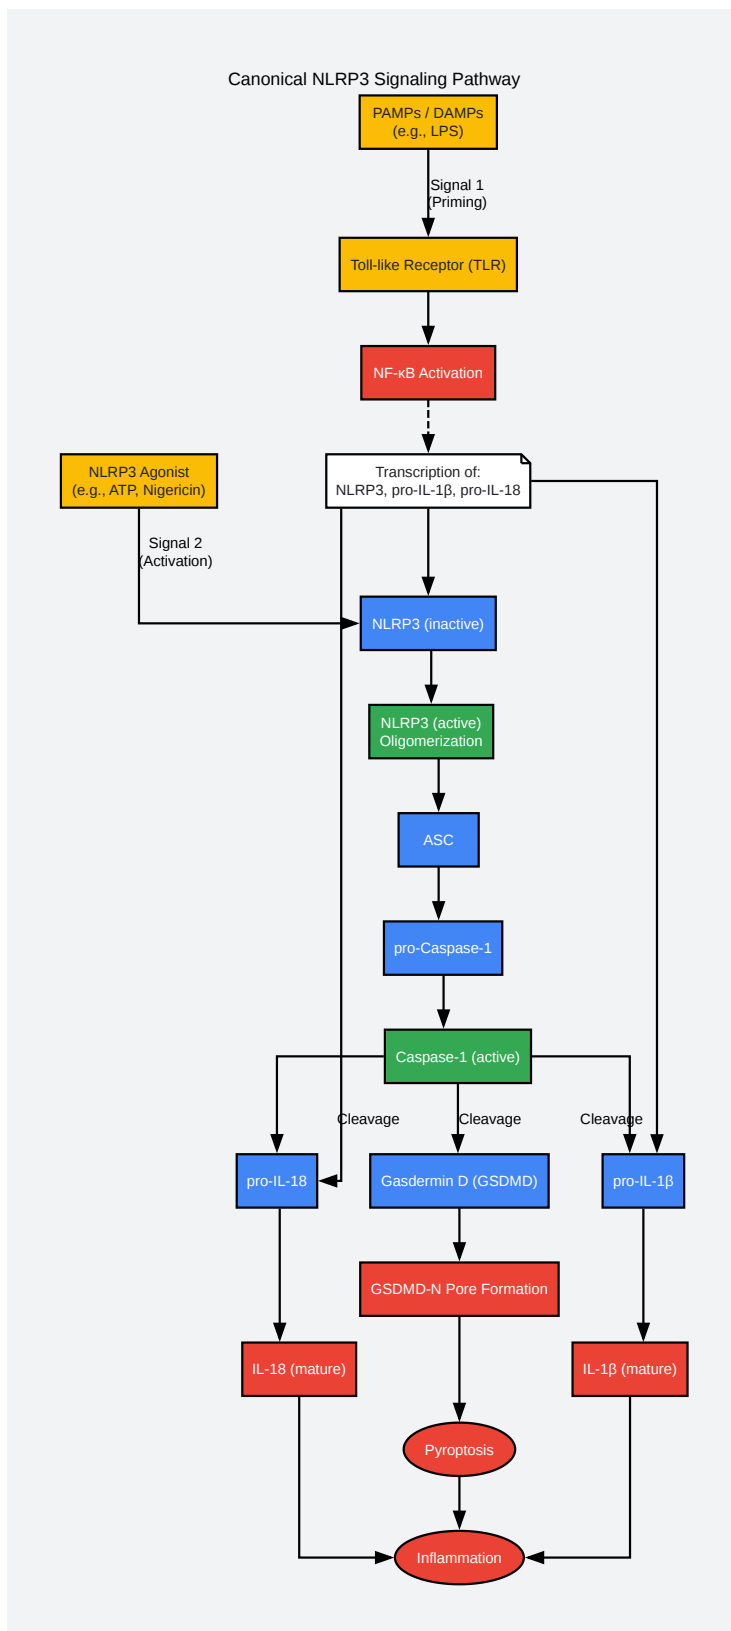 Canonical NLRP3 Signaling Pathway
PAMPs / DAMPs
(e.g., LPS)
Signal 1
(Priming)
Toll-like Receptor (TLR)
NF-κB Activation
NLRP3 Agonist
(e.g., ATP, Nigericin)
Transcription of:
NLRP3, pro-IL-1β, pro-IL-18
Signal 2
(Activation)
NLRP3 (inactive)
NLRP3 (active)
Oligomerization
ASC
pro-Caspase-1
Caspase-1 (active)
Cleavage
Cleavage
Cleavage
pro-IL-18
Gasdermin D (GSDMD)
pro-IL-1β
GSDMD-N Pore Formation
IL-18 (mature)
IL-1β (mature)
Pyroptosis
Inflammation